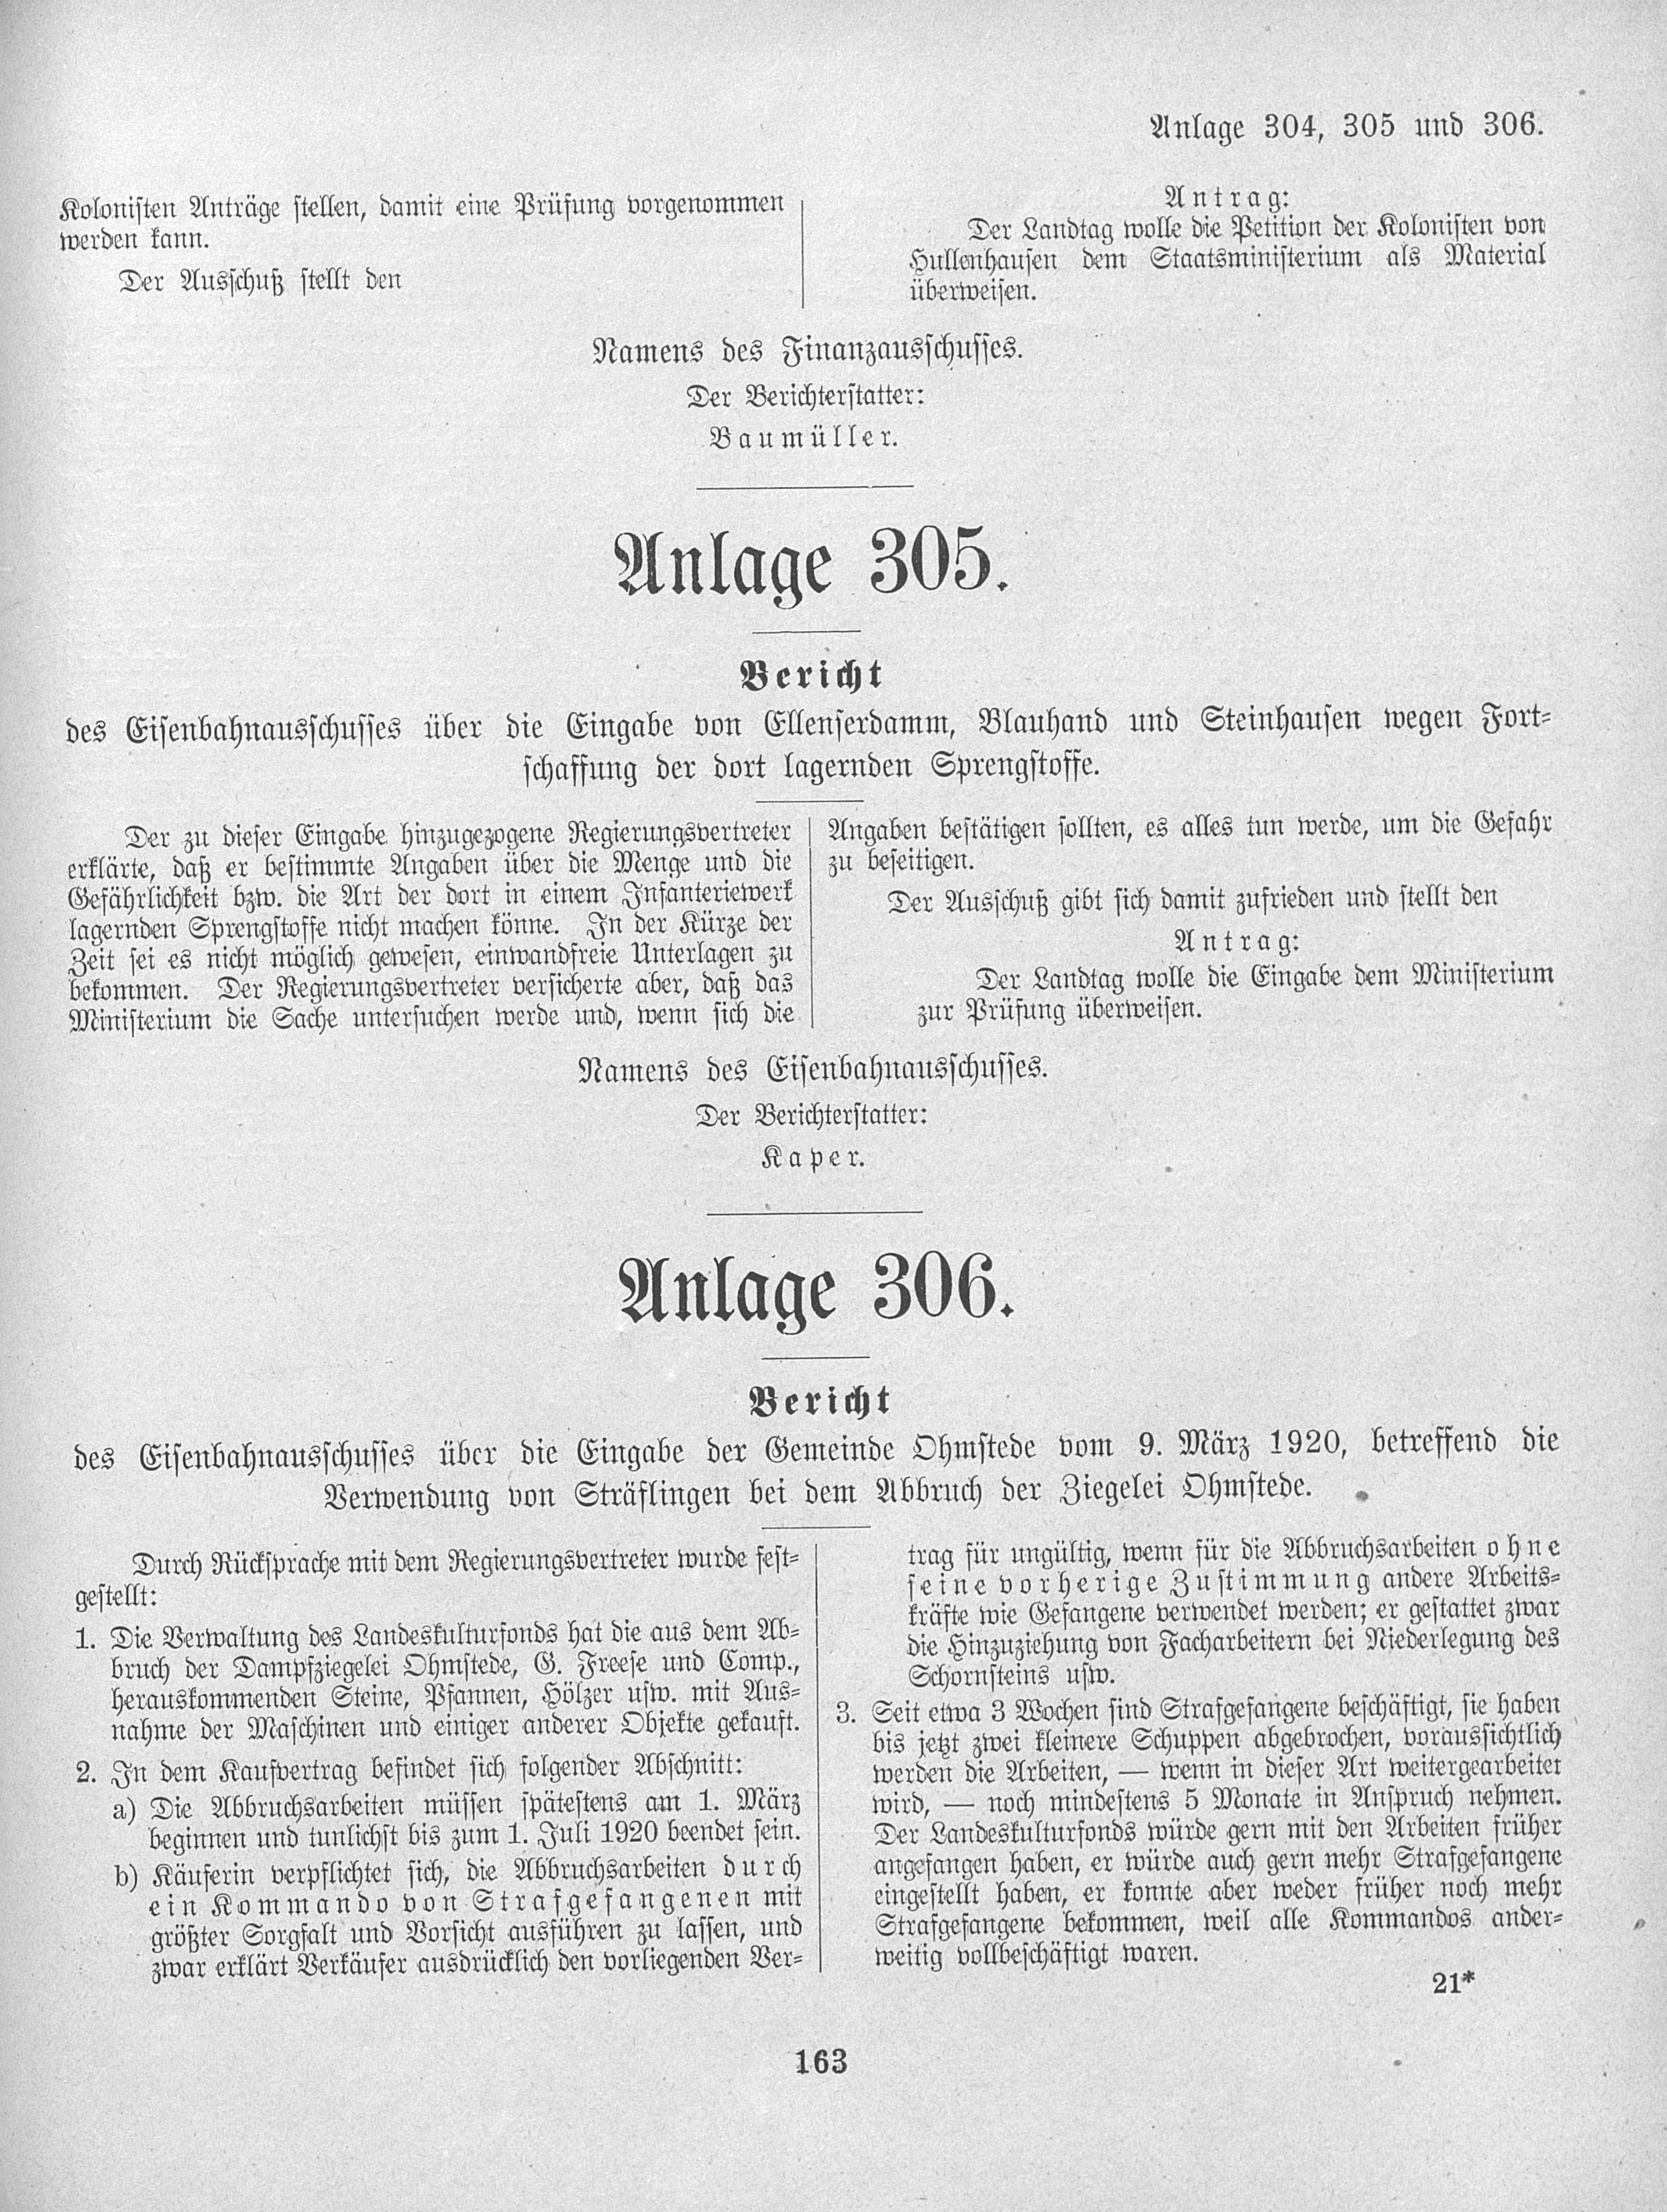 Anlage 304, 305 und 306.
Kolonisten Anträge stellen, damit eine Prüfung vorgenommen
werden kann.
Der Ausschuß stellt den
Antrag:
Der Landtag wolle die Petition der Kolonisten von
Hullenhausen dem Staatsministerium als Material
überweisen.
Namens des Finanzausschusses.
Der Berichterstatter:
Baumüller.
Anlage 305.
Bericht
des Eisenbahnausschusses über die Eingabe von Ellenserdamm, Blauhand und Steinhausen wegen Fort-
schaffung der dort lagernden Sprengstoffe.
Der zu dieser Eingabe hinzugezogene Regierungsvertreter
erklärte, daß er bestimmte Angaben über die Menge und die
Gefährlichkeit bzw. die Art der dort in einem Infanteriewerk
lagernden Sprengstoffe nicht machen könne. In der Kürze der
Zeit sei es nicht möglich gewesen, einwandfreie Unterlagen zu
bekommen. Der Regierungsvertreter versicherte aber, daß das
Ministerium die Sache untersuchen werde und, wenn sich die
Angaben bestätigen sollten, es alles tun werde, um die Gefahr
zu beseitigen.
Der Ausschuß gibt sich damit zufrieden und stellt den
Antrag:
Der Landtag wolle die Eingabe dem Ministerium
zur Prüfung überweisen.
Namens des Eisenbahnausschusses.
Der Berichterstatter:
Kaper.
Anlage 306.
Bericht
des Eisenbahnausschusses über die Eingabe der Gemeinde Ohmstede vom 9. März 1920, betreffend die
Verwendung von Sträflingen bei dem Abbruch der Ziegelei Ohmstede.
Durch Rücksprache mit dem Regierungsvertreter wurde fest-
gestellt:
1. Die Verwaltung des Landeskulturfonds hat die aus dem Ab-
bruch der Dampfziegelei Ohmstede, G. Freese und Comp.,
herauskommenden Steine, Pfannen, Hölzer usw. mit Aus-
nahme der Maschinen und einiger anderer Objekte gekauft.
2. In dem Kaufvertrag befindet sich folgender Abschnitt:
a) Die Abbruchsarbeiten müssen spätestens am 1. März
beginnen und tunlichst bis zum 1. Juli 1920 beendet sein.
b) Käuferin verpflichtet sich, die Abbruchsarbeiten durch
ein Kommando von Strafgefangenen mit
größter Sorgfalt und Vorsicht ausführen zu lassen, und
zwar erklärt Verkäufer ausdrücklich den vorliegenden Ver-
trag für ungültig, wenn für die Abbruchsarbeiten ohne
seine vorherige Zustimmung andere Arbeits-
kräfte wie Gefangene verwendet werden; er gestattet zwar
die Hinzuziehung von Facharbeitern bei Niederlegung des
Schornsteins usw.
3. Seit etwa 3 Wochen sind Strafgefangene beschäftigt, sie haben
bis jetzt zwei kleinere Schuppen abgebrochen, voraussichtlich
werden die Arbeiten, — wenn in dieser Art weitergearbeitet
wird, — noch mindestens 5 Monate in Anspruch nehmen.
Der Landeskulturfonds würde gern mit den Arbeiten früher
angefangen haben, er würde auch gern mehr Strafgefangene
eingestellt haben, er konnte aber weder früher noch mehr
Strafgefangene bekommen, weil alle Kommandos ander-
weitig vollbeschäftigt waren.
21*
163